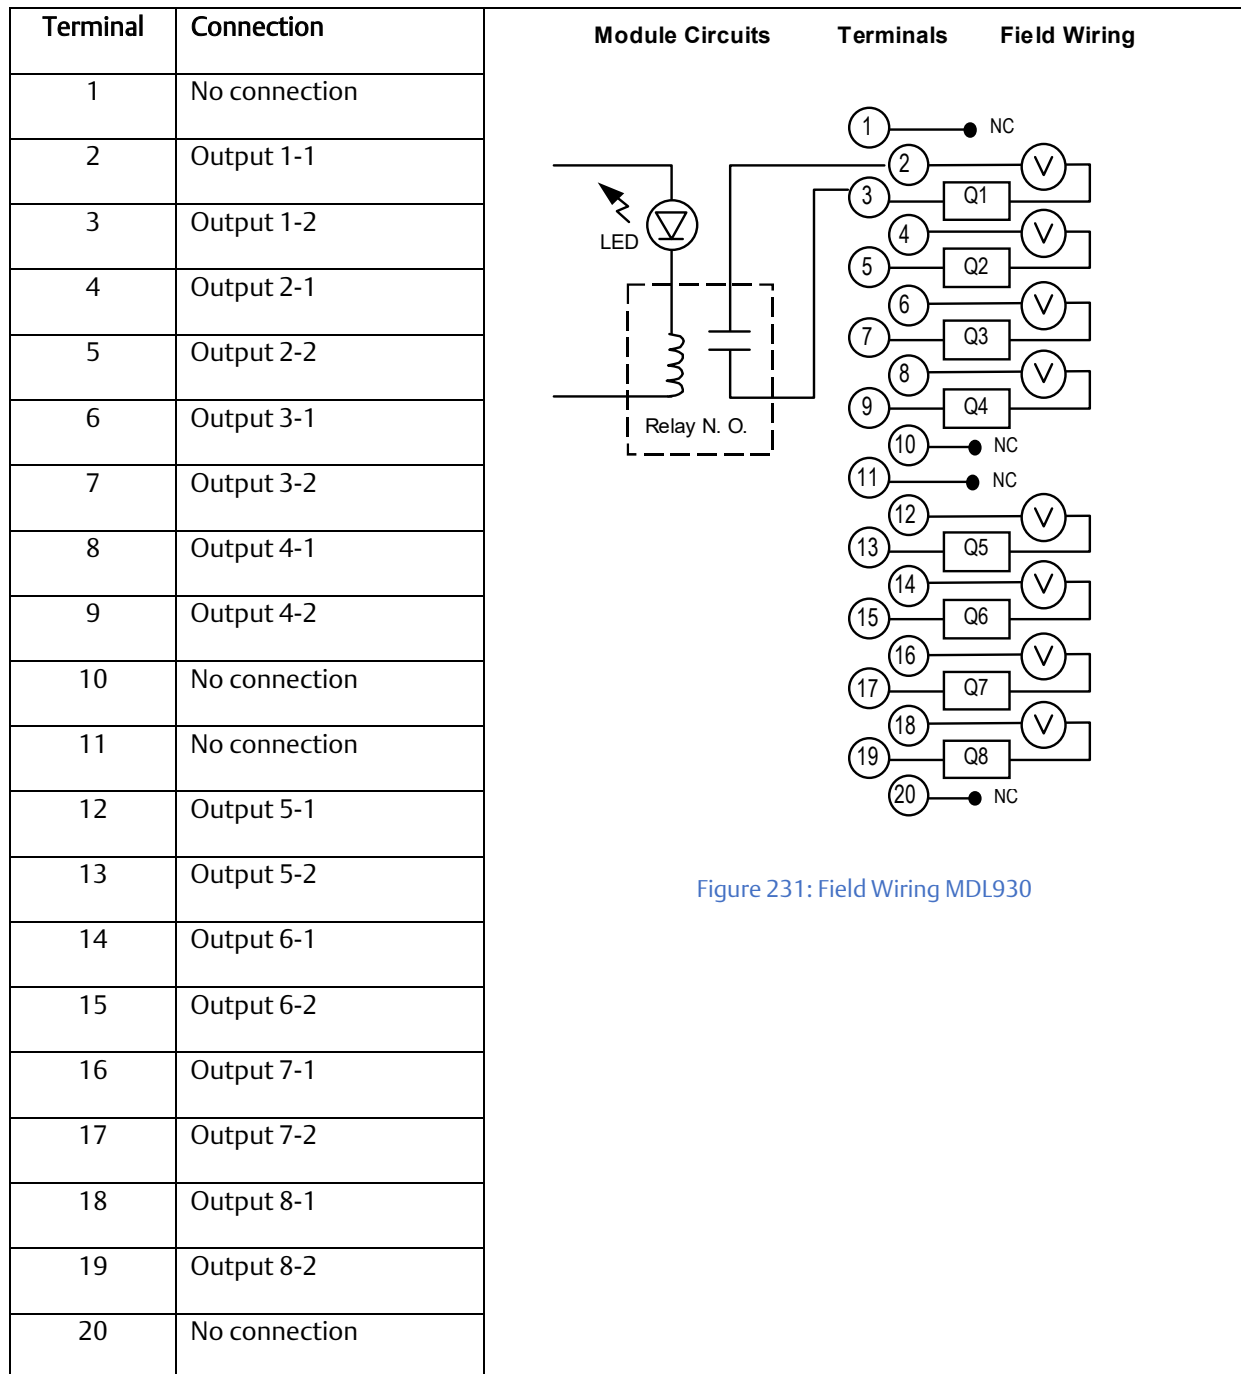 Terminal Connection
1 No connection
2 Output 1-1
3 Output 1-2
4 Output 2-1
5 Output 2-2
6 Output 3-1
7 Output 3-2
8 Output 4-1
9 Output 4-2
10 No connection
11 No connection
12 Output 5-1
13 Output 5-2
14 Output 6-1
15 Output 6-2
16 Output 7-1
17 Output 7-2
18 Output 8-1
19 Output 8-2
20 No connection
Module Circuits Terminals Field Wiring
LED
Relay N. O.
1 NC
2 V
3 Q1
4 V
5 Q2
6 V
7 Q3
8 V
9 Q4
10 NC
11 NC
12 V
13 Q5
14 V
15 Q6
16 V
17 Q7
18 V
19 Q8
20 NC
Figure 231: Field Wiring MDL930